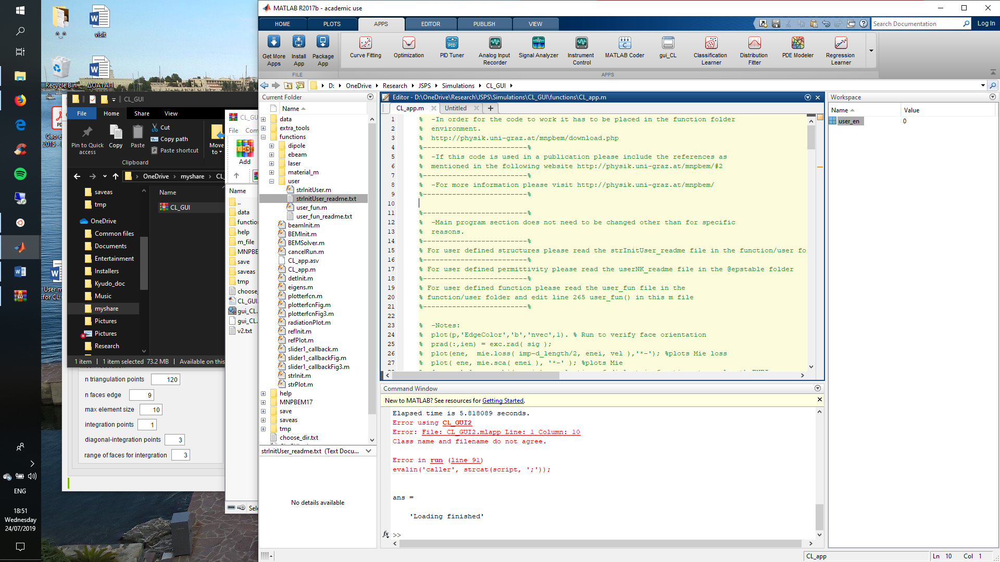 MATLAB R2017b - academic use
HOME
PLOTS
APPS
EDITOR
PUBLISH
VIEW
Search Documentation
Log In
Get More Apps
Install App
Package App
Curve Fitting
Optimization
PID Tuner
Analog Input Recorder
Signal Analyzer
Instrument Control
MATLAB Coder
gui_CL
Classification Learner
Distribution Fitter
PDE Modeler
Regression Learner
FILE
APPS
D:
OneDrive
Research
JSPS
Simulations
CL_GUI
^_^
visit
Recycle Bin
ΔΟΑΤΑΠ
CL_GUI
File
Home
Share
View
Pin to Quick access
Copy
Paste
Cut
Copy path
Paste shortcut
Move to
Clipboard
OneDrive
myshare
saveas
tmp
OneDrive
Common files
Documents
Entertainment
Installers
Kyudo_doc
Music
myshare
Pictures
Pictures
Research
Name
CL_GUI
1 item
1 item selected 73.2 MB
Available on this
n triangulation points 120
n faces edge 9
max element size 10
integration points 1
diagonal-integration points 3
range of faces for intergration 3
ENG
18:51
Wednesday
24/07/2019
File
Add
Name
..
data
help
m_file
save
saveas
tmp
v2.txt
Current Folder
Name
data
extra_tools
functions
dipole
ebeam
laser
material_m
user
strInitUser.m
strInitUser_readme.txt
user_fun.m
user_fun_readme.txt
beamInit.m
BEMInit.m
BEMSolver.m
cancelRun.m
CL_app.asv
CL_app.m
detInit.m
eigens.m
plotterfcn.m
plotterfcnFig.m
plotterfcnFig3.m
radiationPlot.m
refInit.m
refPlot.m
slider1_callback.m
slider1_callbackFig.m
slider1_callbackFig3.m
strInit.m
strPlot.m
help
MNPBEM17
save
saveas
tmp
choose_dir.txt
strInitUser_readme.txt (Text Docu...
No details available
Editor - D:\OneDrive\Research\JSPS\Simulations\CL_GUI\functions\CL_app.m
CL_app.m
Untitled
1 % -In order for the code to work it has to be placed in the function folder
2 % environment.
3 % http://physik.uni-graz.at/mnpbem/download.php
4 %-------------------------%
5 % -If this code is used in a publication please include the references as
6 % mentioned in the following website http://physik.uni-graz.at/mnpbem/#2
7 %-------------------------%
8 % -For more information please visit http://physik.uni-graz.at/mnpbem/
9 %-------------------------%
10
11 %-------------------------%
12 % -Main program section does not need to be changed other than for specific
13 % reasons.
14 %-------------------------%
15 % For user defined structures please read the strInitUser_readme file in the function/user fo
16 %-------------------------%
17 % For user defined permittivity please read the userNK_readme file in the @epstable folder
18 %-------------------------%
19 % For user defined function please read the user_fun file in the
20 % function/user folder and edit line 265 user_fun() in this m file
21 %-------------------------%
22
23 % -Notes:
24 % plot(p,'EdgeColor','b','nvec',1). % Run to verify face orientation
25 % prad(:,ien) = exc.rad( sig );
26 % plot(ene, mie.loss( imp-d_length/2, enei, vel ),'*-'); %plots Mie loss
27 % plot( ene, mie.sca( enei ), '*-' ); %plots Mie
Command Window
New to MATLAB? See resources for Getting Started.
Elapsed time is 5.818089 seconds.
Error using CL_GUI2
Error: File: CL_GUI2.mlapp Line: 1 Column: 10
Class name and filename do not agree.
Error in run (line 91)
evalin('caller', strcat(script, ';'));
ans =
'Loading finished'
fx >>
Workspace
Name
Value
user_en
0
CL_app
Ln 10 Col 1